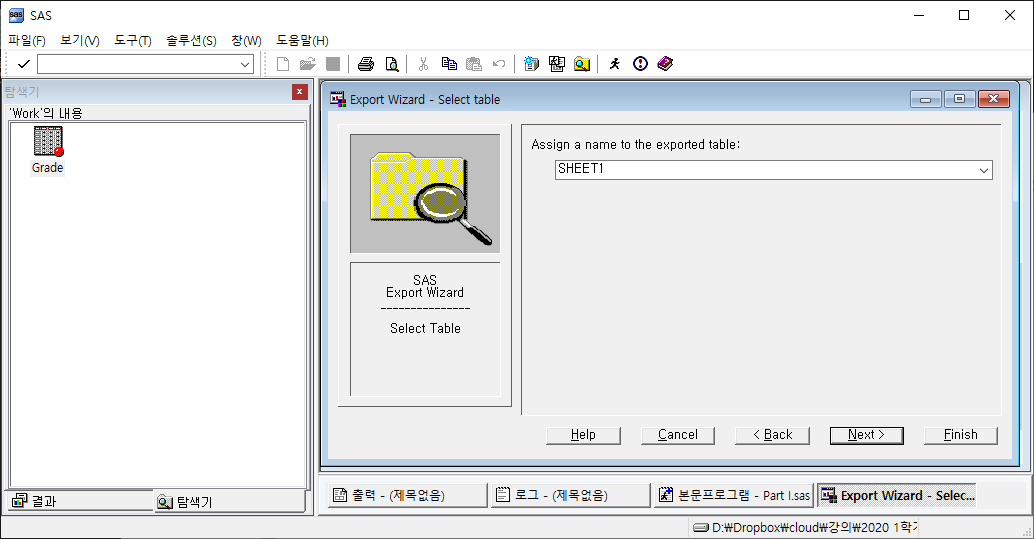 SAS
파일(F) 보기(V) 도구(T) 솔루션(S) 창(W) 도움말(H)
탐색기
'Work'의 내용
Grade
결과
탐색기
Export Wizard - Select table
SAS
Export Wizard
---------------
Select Table
Assign a name to the exported table:
SHEET1
Help
Cancel
< Back
Next >
Finish
출력 - (제목없음)
로그 - (제목없음)
본문프로그램 - Part I.sas
Export Wizard - Selec...
D:₩Dropbox₩cloud₩강의₩2020 1학